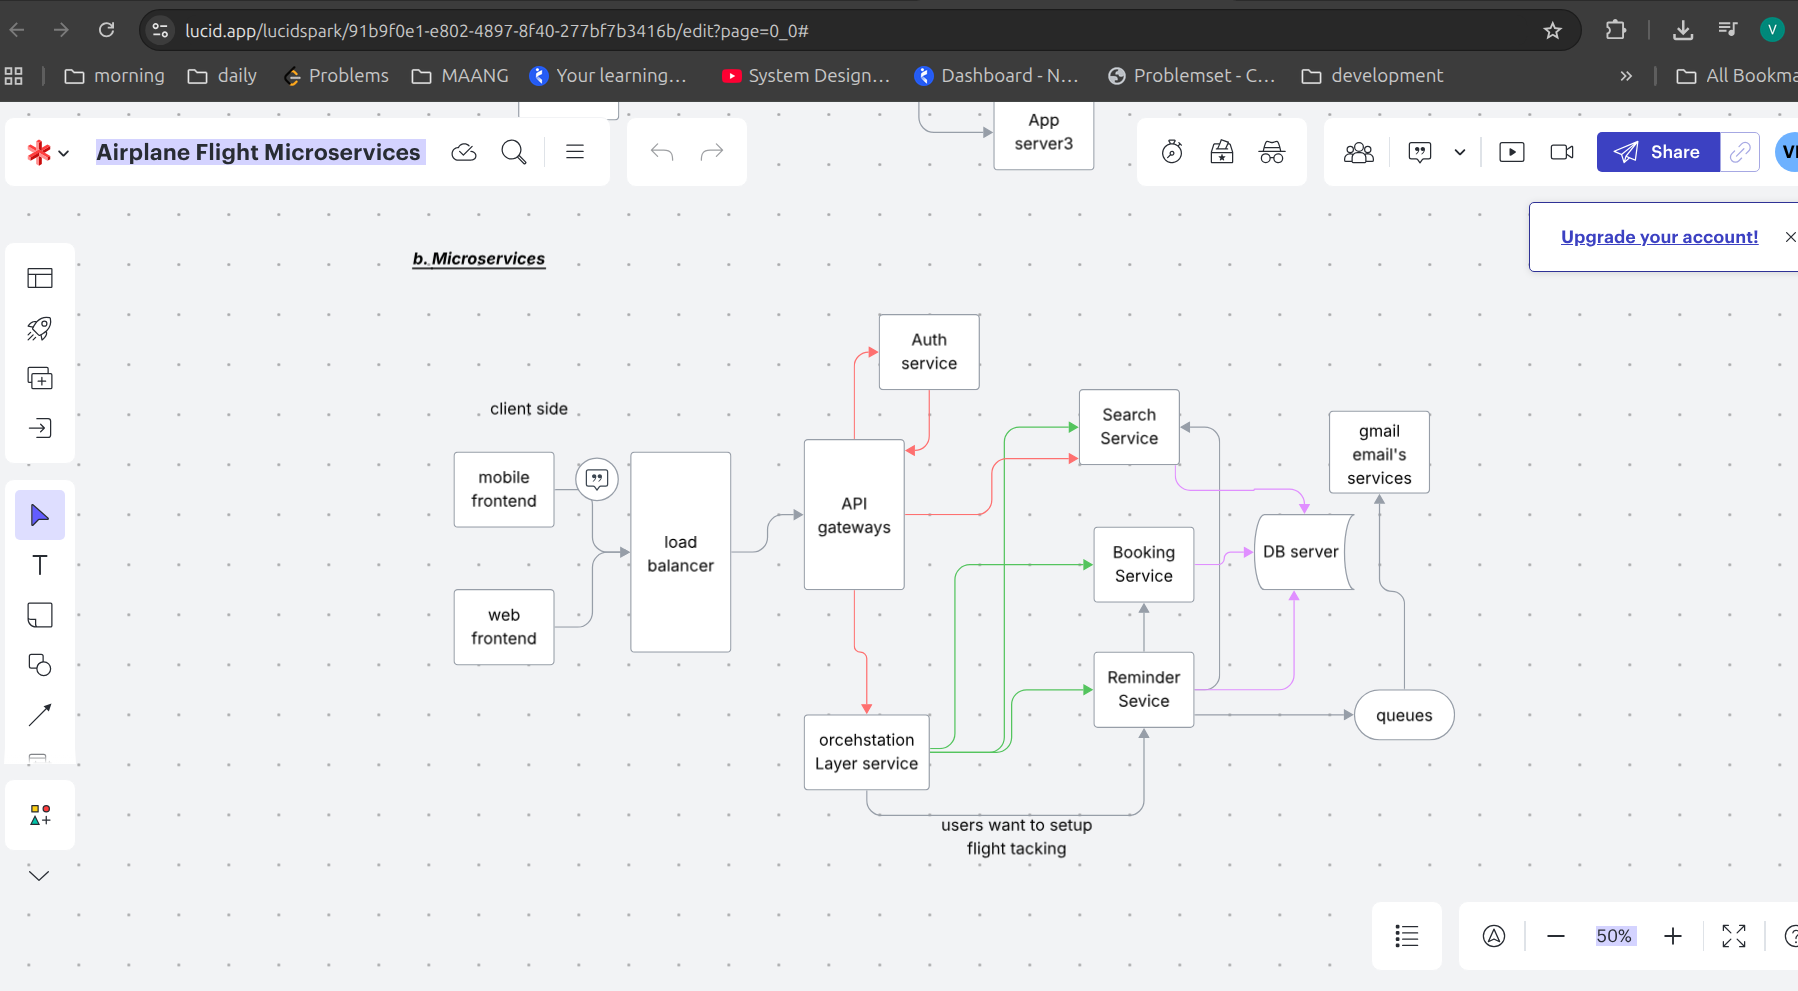 lucid.app/lucidspark/91b9f0e1-e802-4897-8f40-277bf7b3416b/edit?page=0_0#
V
morning
daily
Problems
MAANG
Your learning...
System Design...
Dashboard - N...
Problemset - C...
development
»
All Bookma
Airplane Flight Microservices
App
server3
Share
VI
Upgrade your account!
b. Microservices
Auth
service
client side
Search
Service
gmail
email's
services
mobile
frontend
API
gateways
load
balancer
Booking
Service
DB server
web
frontend
Reminder
Sevice
queues
orcehstation
Layer service
users want to setup
flight tacking
50%